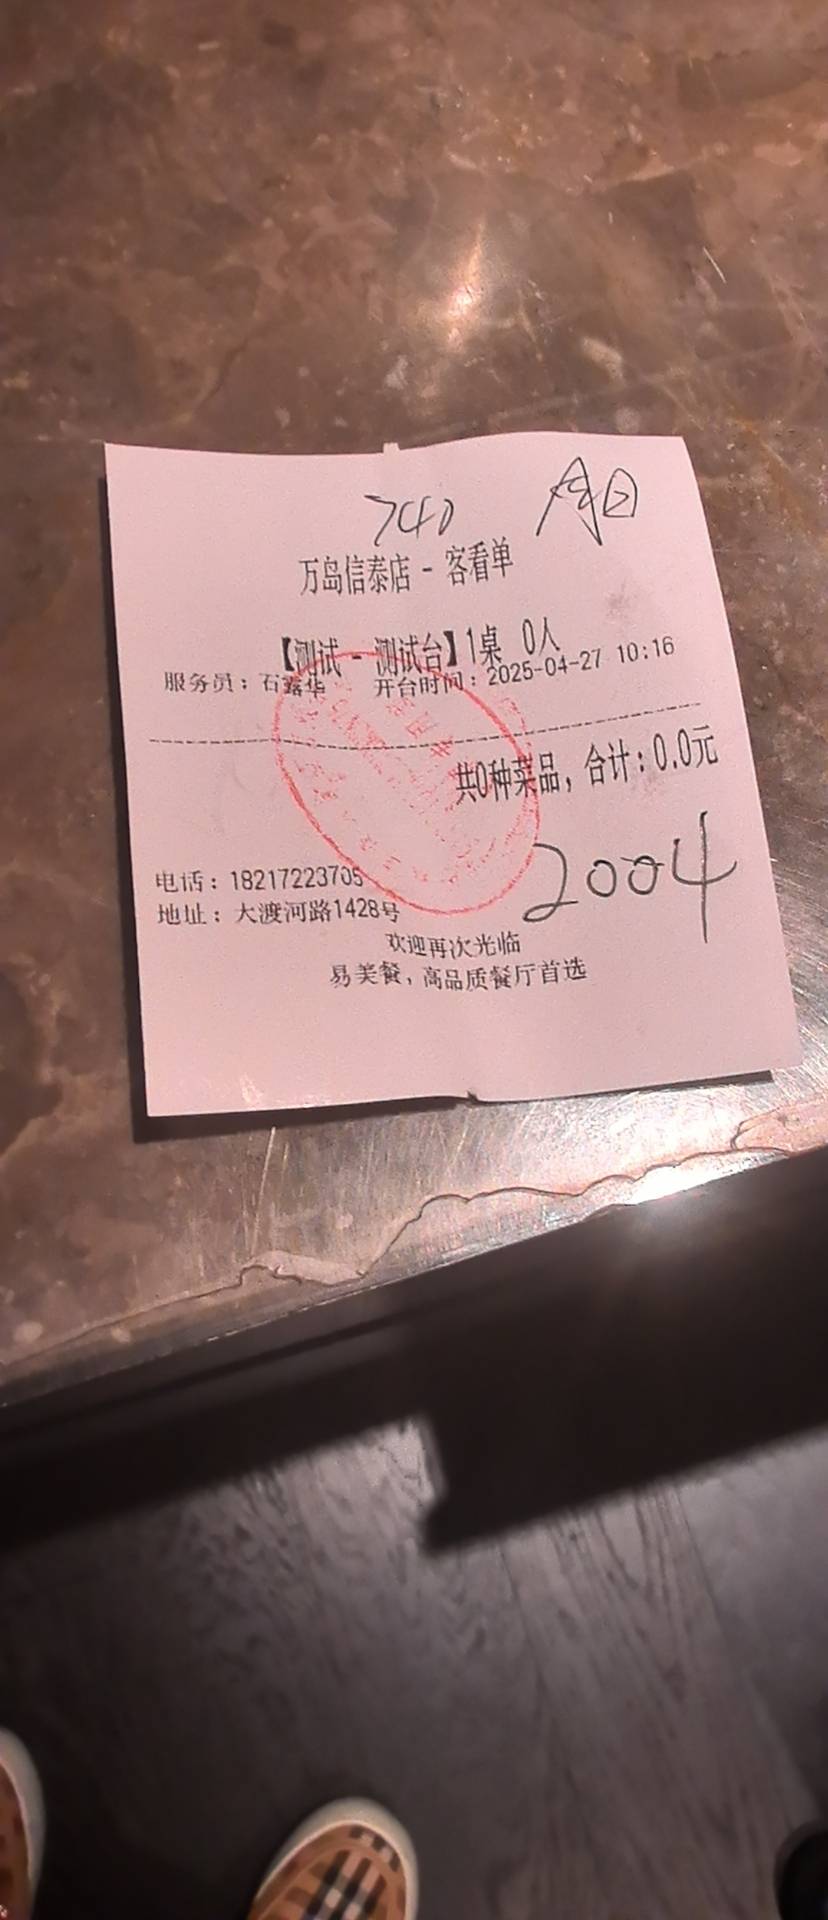 740 周日
万岛信泰店 - 客看单
【测试 - 测试台】1桌 0人
服务员：石露华 开台时间：2025-04-27 10:16
共0种菜品，合计：0.0元
2004
电话：18217223705
地址：大渡河路1428号
欢迎再次光临
易美餐，高品质餐厅首选